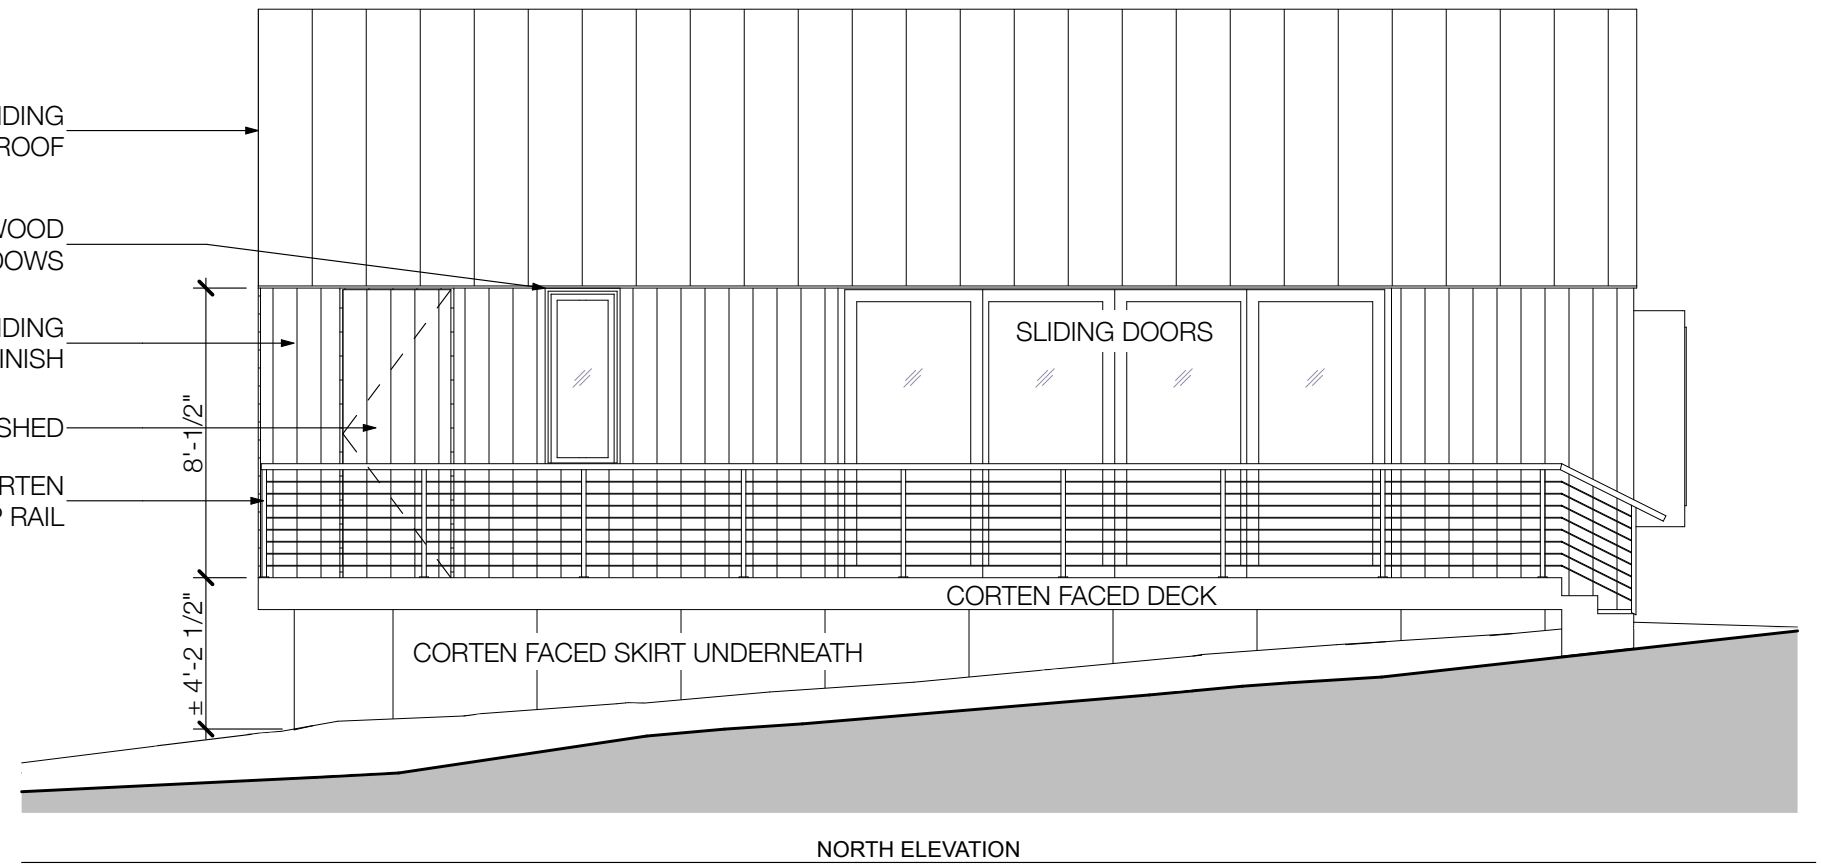 IDING
ROOF
WOOD
DOWS
IDING
INISH
SHED
RTEN
P RAIL
8'-1/2"
± 4'-2 1/2"
SLIDING DOORS
CORTEN FACED DECK
CORTEN FACED SKIRT UNDERNEATH
NORTH ELEVATION